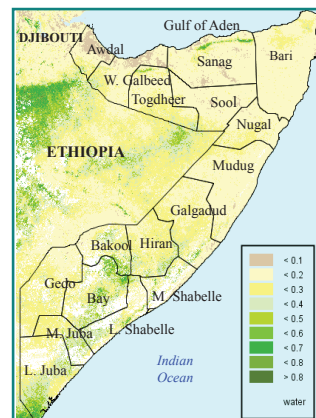 Gulf of Aden
DJIBOUTI
Awdal
Sanag
Bari
W. Galbeed
Togdheer
Sool
Nugal
ETHIOPIA
Mudug
Galgadud
Bakool
Hiran
Gedo
Bay
M. Shabelle
M. Juba
L. Shabelle
L. Juba
Indian
Ocean
< 0.1
< 0.2
< 0.3
< 0.4
< 0.5
< 0.6
< 0.7
< 0.8
> 0.8
water